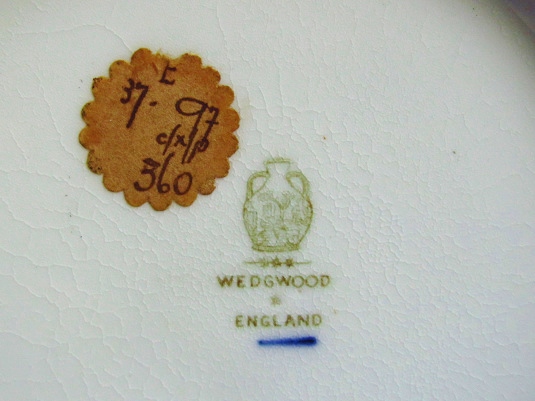 E
37. 97
c/x/p
360
WEDGWOOD
ENGLAND